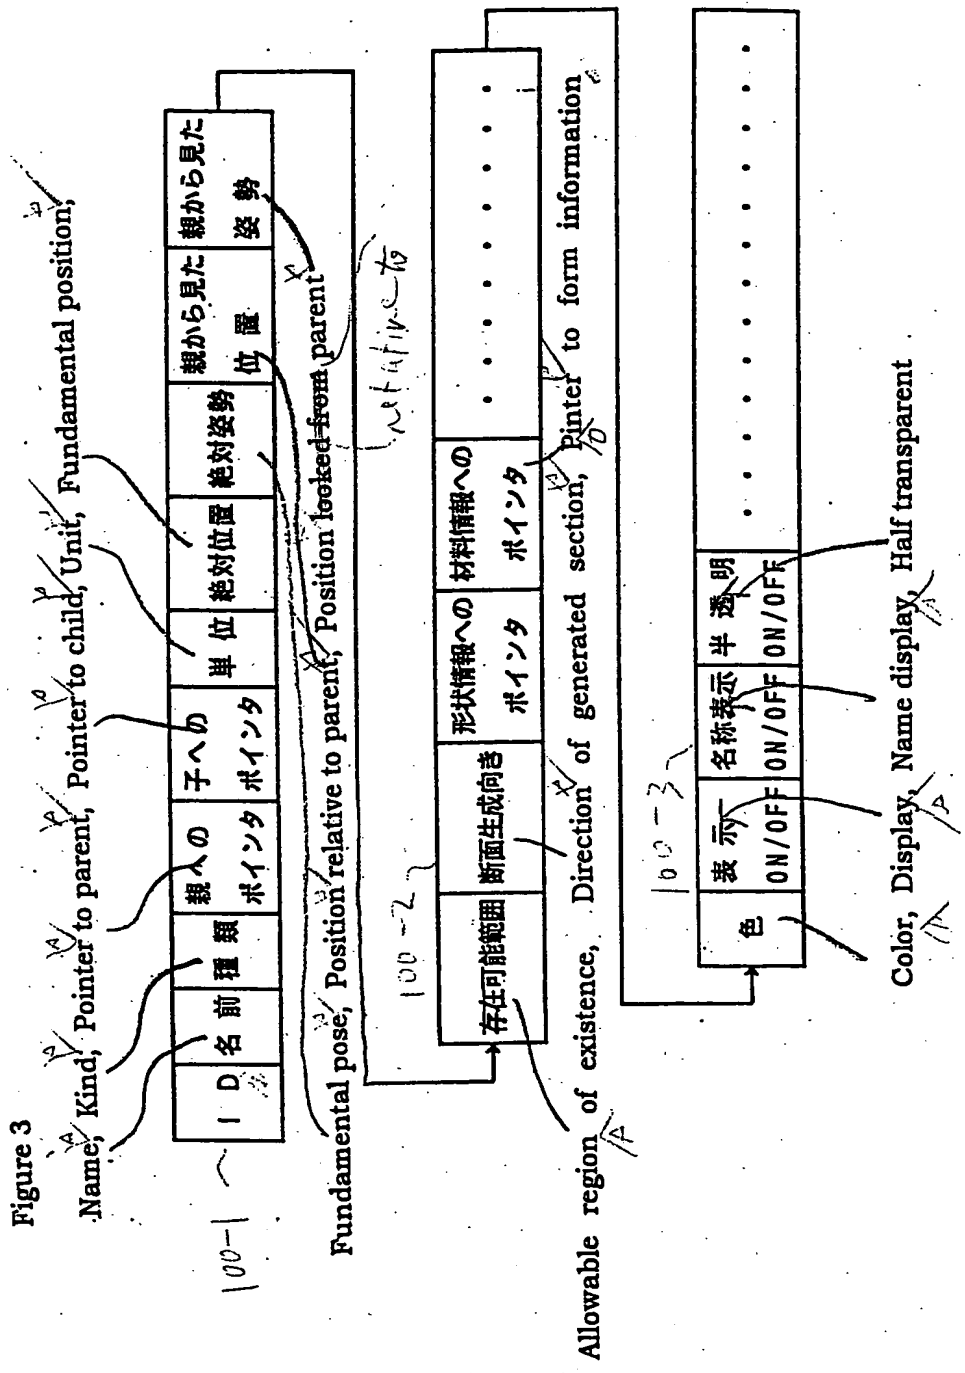 Figure 3
Name, Kind, Pointer to parent, Pointer to child, Unit, Fundamental position,
100-1
ID
名前
種類
親への
ポインタ
子への
ポインタ
単位
絶対位置
絶対姿勢
親から見た
位置
親から見た
姿勢
Fundamental pose, Position relative to parent, Position looked from parent
relative to
100-2
存在可能範囲
断面生成向き
形状情報への
ポインタ
材料情報への
ポインタ
・・・・・・・・・
Allowable region of existence, Direction of generated section, Pinter to form information
o
100-3
色
表示
ON/OFF
名称表示
ON/OFF
半透明
ON/OFF
・・・・・・・・・・・・・
Color, Display, Name display, Half transparent